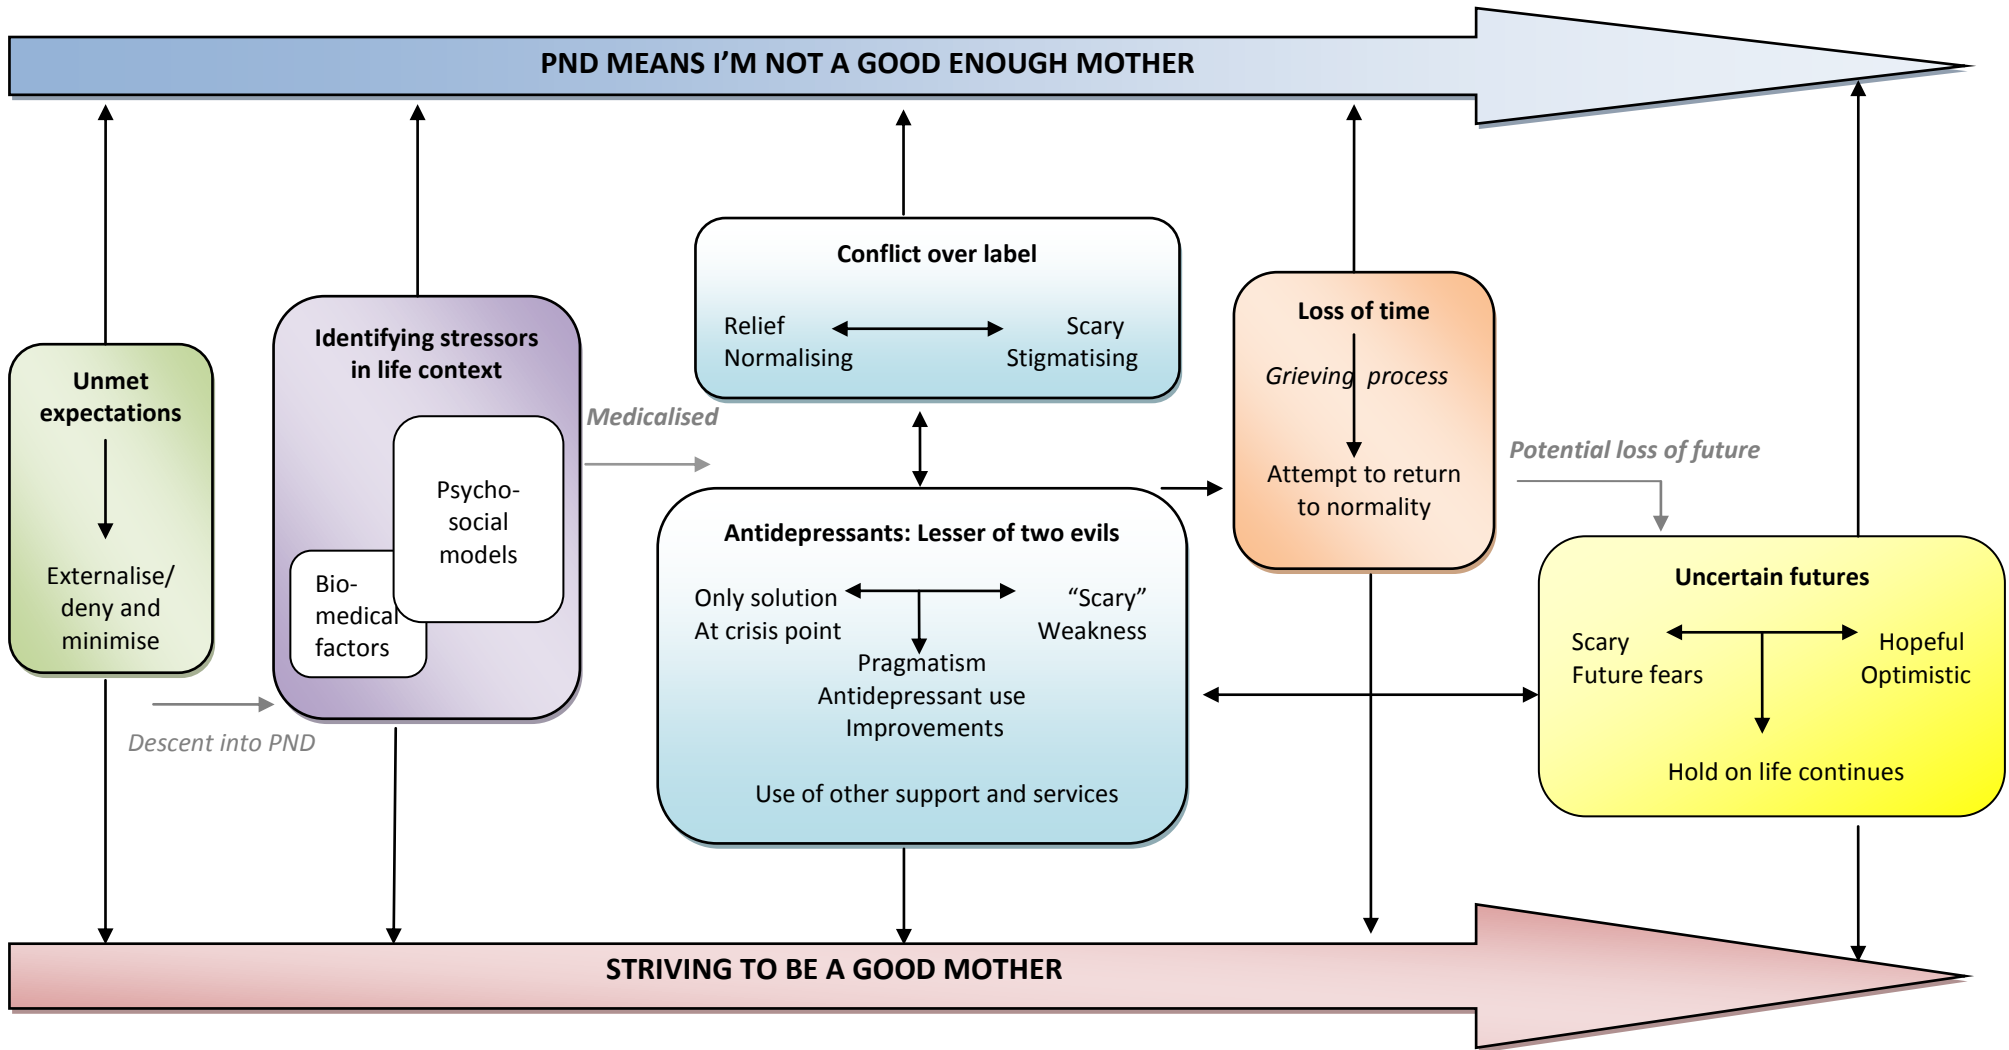 PND MEANS I'M NOT A GOOD ENOUGH MOTHER
Unmet
expectations
Externalise/
deny and
minimise
Descent into PND
Identifying stressors
in life context
Psycho-
social
models
Bio-
medical
factors
Medicalised
Conflict over label
Relief
Normalising
Scary
Stigmatising
Antidepressants: Lesser of two evils
Only solution
At crisis point
“Scary”
Weakness
Pragmatism
Antidepressant use
Improvements
Use of other support and services
Loss of time
Grieving process
Attempt to return
to normality
Potential loss of future
Uncertain futures
Scary
Future fears
Hopeful
Optimistic
Hold on life continues
STRIVING TO BE A GOOD MOTHER